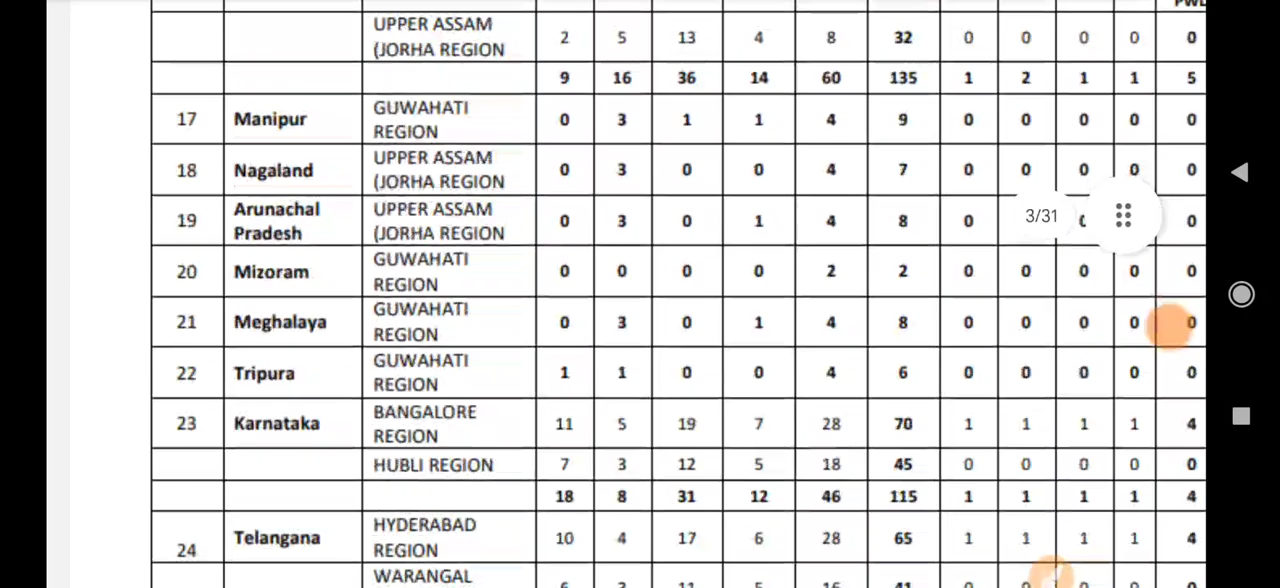 UPPER ASSAM
(JORHA REGION 2 5 13 4 8 32 0 0 0 0 0
9 16 36 14 60 135 1 2 1 1 5
17 Manipur GUWAHATI
REGION 0 3 1 1 4 9 0 0 0 0 0
18 Nagaland UPPER ASSAM
(JORHA REGION 0 3 0 0 4 7 0 0 0 0 0
19 Arunachal
Pradesh UPPER ASSAM
(JORHA REGION 0 3 0 1 4 8 0 3/31 0
20 Mizoram GUWAHATI
REGION 0 0 0 0 2 2 0 0 0 0 0
21 Meghalaya GUWAHATI
REGION 0 3 0 1 4 8 0 0 0 0 0
22 Tripura GUWAHATI
REGION 1 1 0 0 4 6 0 0 0 0 0
23 Karnataka BANGALORE
REGION 11 5 19 7 28 70 1 1 1 1 4
HUBLI REGION 7 3 12 5 18 45 0 0 0 0 0
18 8 31 12 46 115 1 1 1 1 4
24 Telangana HYDERABAD
REGION 10 4 17 6 28 65 1 1 1 1 4
WARANGAL